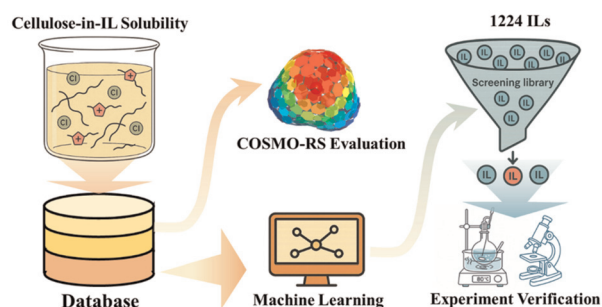 Cellulose-in-IL Solubility
1224 ILs
Cl
Cl
Cl
Cl
+
+
+
+
COSMO-RS Evaluation
IL
IL
IL
IL
IL
Screening library
IL
IL
IL
IL
IL
IL
80°C
Database
Machine Learning
Experiment Verification